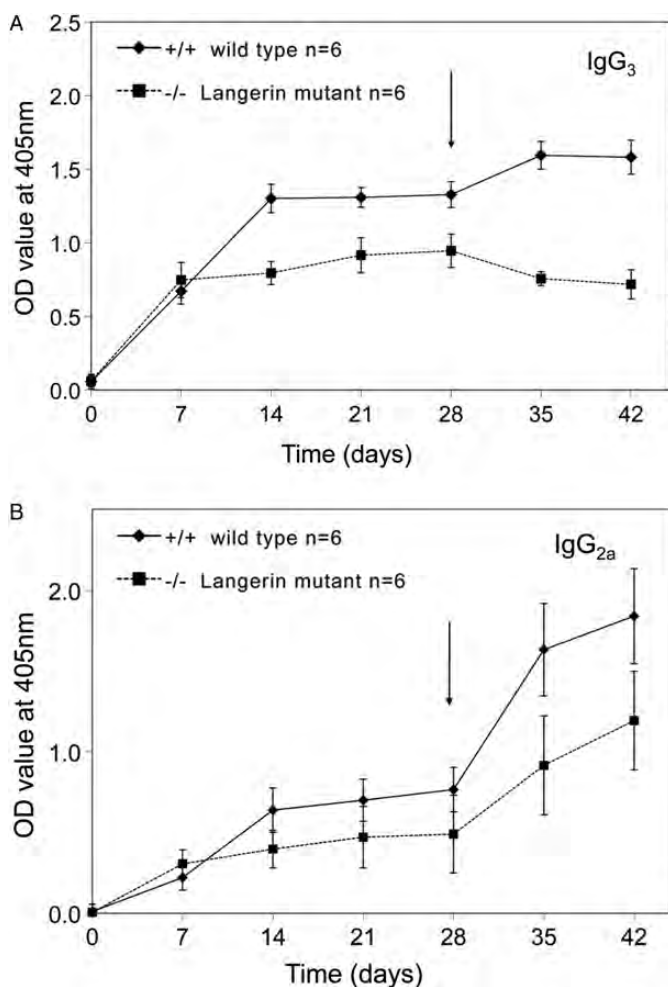 A
2.5
2.0
1.5
1.0
0.5
0.0
+/+ wild type n=6
-/- Langerin mutant n=6
IgG3
OD value at 405nm
0 7 14 21 28 35 42
Time (days)
B
2.0
1.0
0.0
+/+ wild type n=6
-/- Langerin mutant n=6
IgG2a
OD value at 405nm
0 7 14 21 28 35 42
Time (days)